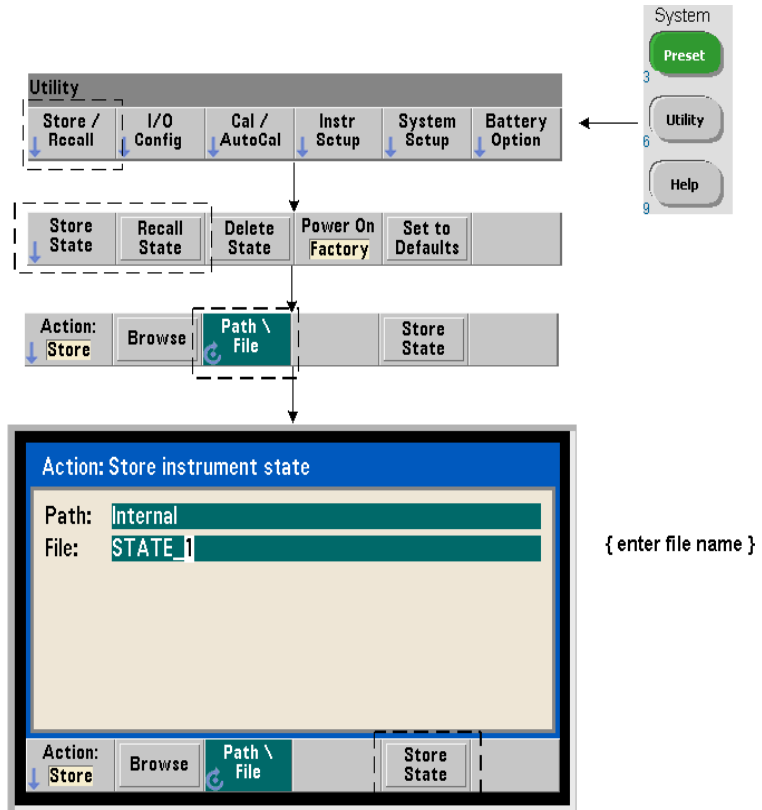 System
Preset
3
Utility
6
Help
9
Utility
Store / Recall
I/O Config
Cal / AutoCal
Instr Setup
System Setup
Battery Option
Store State
Recall State
Delete State
Power On Factory
Set to Defaults
Action: Store
Browse
Path \ File
Store State
Action: Store instrument state
Path: Internal
File: STATE_1
{ enter file name }
Action: Store
Browse
Path \ File
Store State